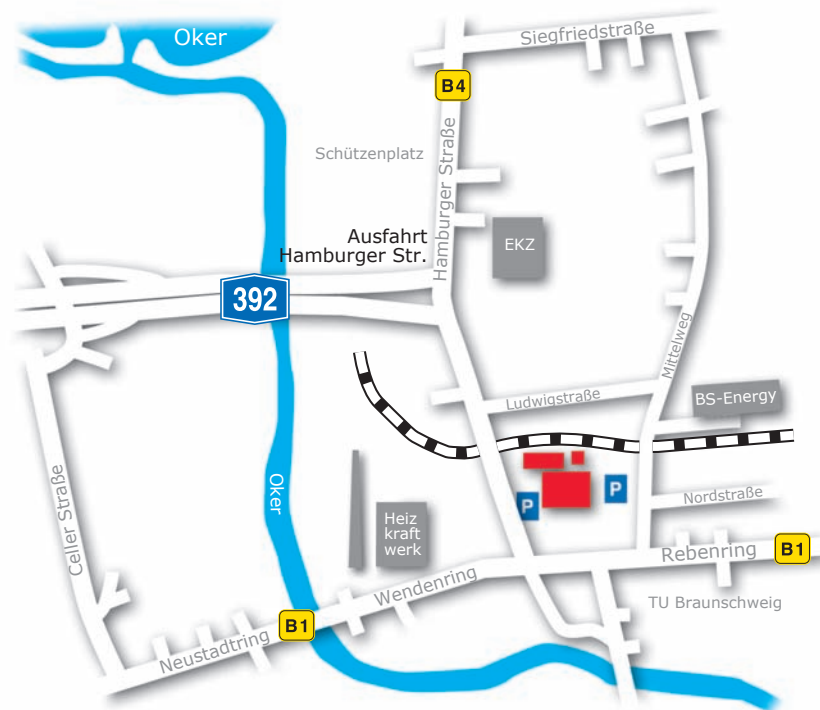 Oker
Siegfriedstraße
B4
Schützenplatz
Hamburger Straße
Ausfahrt
Hamburger Str.
EKZ
392
Mittelweg
Ludwigstraße
BS-Energy
Celler Straße
Oker
P
P
Nordstraße
Heiz
kraft
werk
Rebenring
B1
Wendenring
TU Braunschweig
B1
Neustadtring